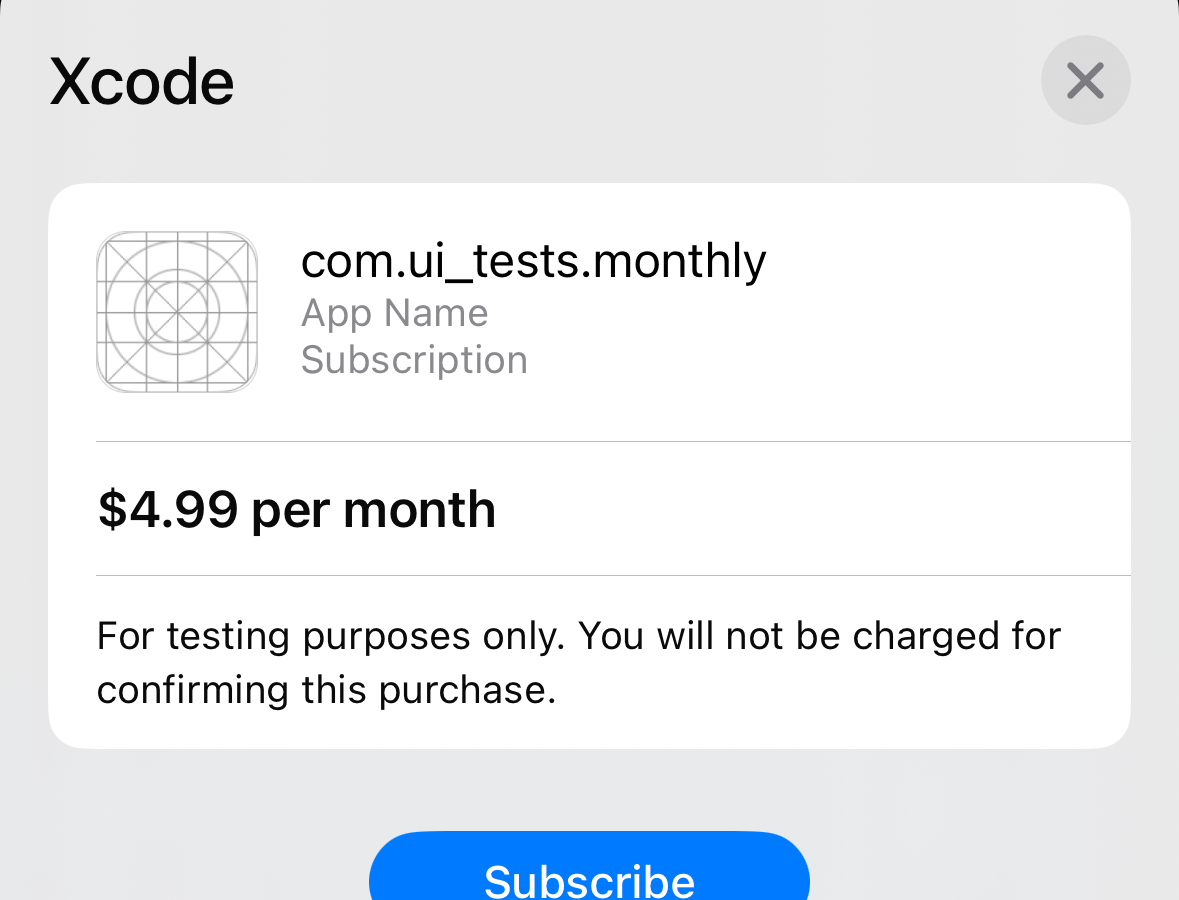 Xcode
com.ui_tests.monthly
App Name
Subscription
$4.99 per month
For testing purposes only. You will not be charged for
confirming this purchase.
Subscribe